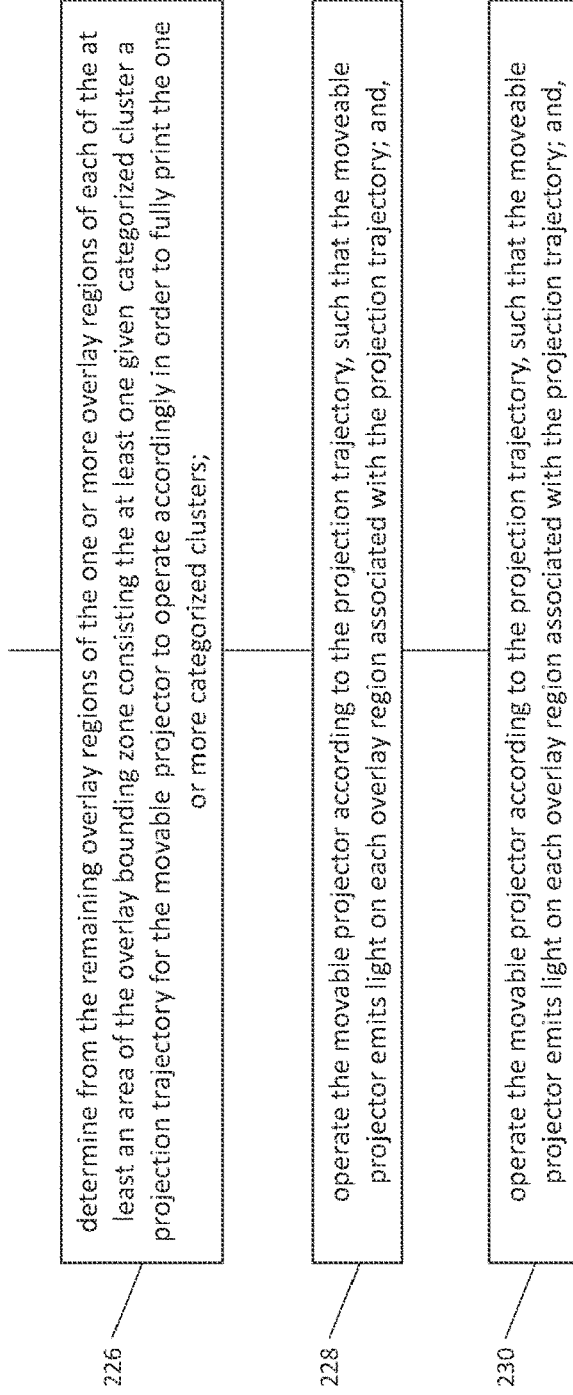 226
determine from the remaining overlay regions of the one or more overlay regions of each of the at
least an area of the overlay bounding zone consisting the at least one given categorized cluster a
projection trajectory for the movable projector to operate accordingly in order to fully print the one
or more categorized clusters;
228
operate the movable projector according to the projection trajectory, such that the moveable
projector emits light on each overlay region associated with the projection trajectory; and,
230
operate the movable projector according to the projection trajectory, such that the moveable
projector emits light on each overlay region associated with the projection trajectory; and,